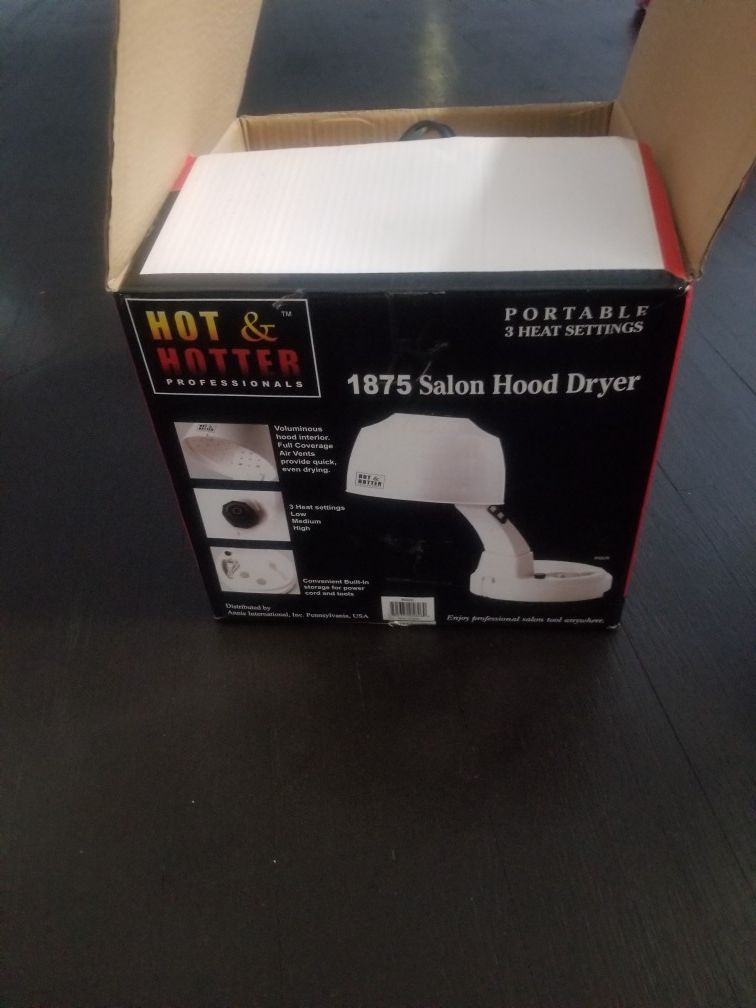 HOT & ™
HOTTER
PROFESSIONALS
PORTABLE
3 HEAT SETTINGS
1875 Salon Hood Dryer
Voluminous
hood interior.
Full Coverage
Air Vents
provide quick,
even drying.
HOT &
HOTTER
3 Heat settings
Low
Medium
High
Convenient Built-In
storage for power
cord and tools
Distributed by
Annie International, Inc. Pennsylvania, USA
Enjoy professional salon tool anywhere.